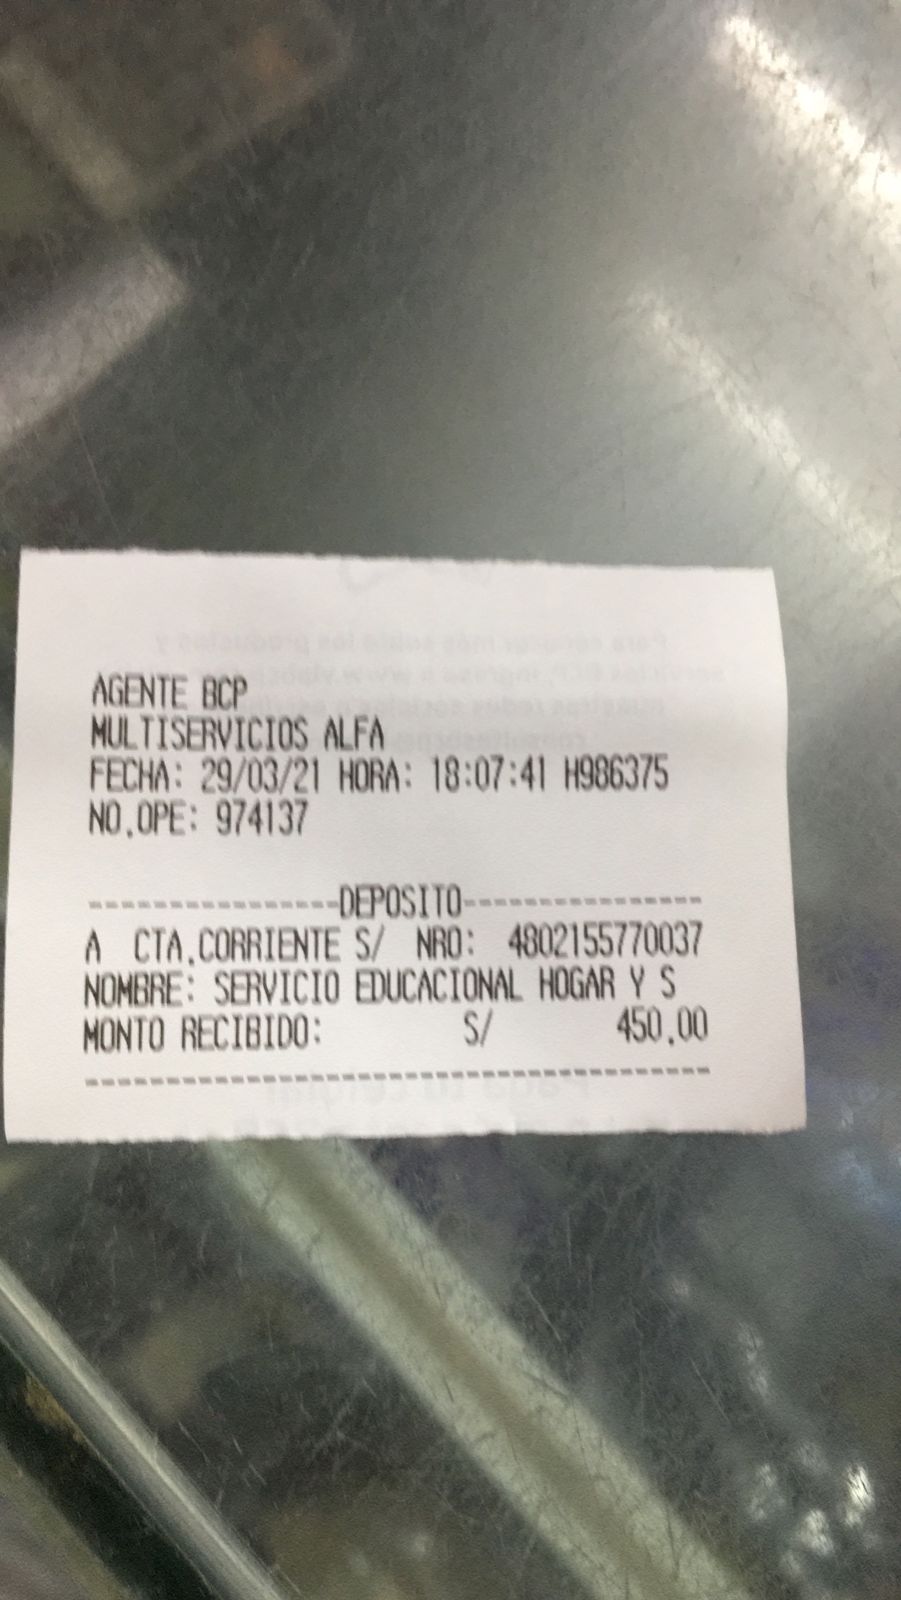 AGENTE BCP
MULTISERVICIOS ALFA
FECHA: 29/03/21 HORA: 18:07:41 H986375
NO.OPE: 974137
----------------DEPOSITO---------------
A CTA.CORRIENTE S/ NRO: 4802155770037
NOMBRE: SERVICIO EDUCACIONAL HOGAR Y S
MONTO RECIBIDO: S/ 450.00
---------------------------------------